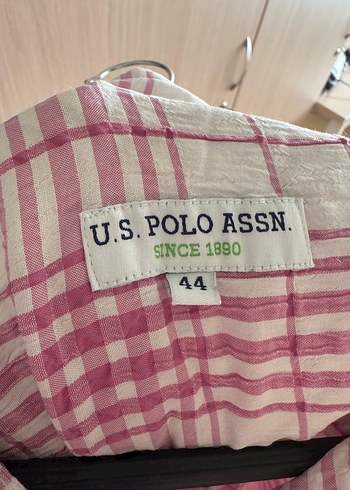 U.S. POLO ASSN.
SINCE 1890
44